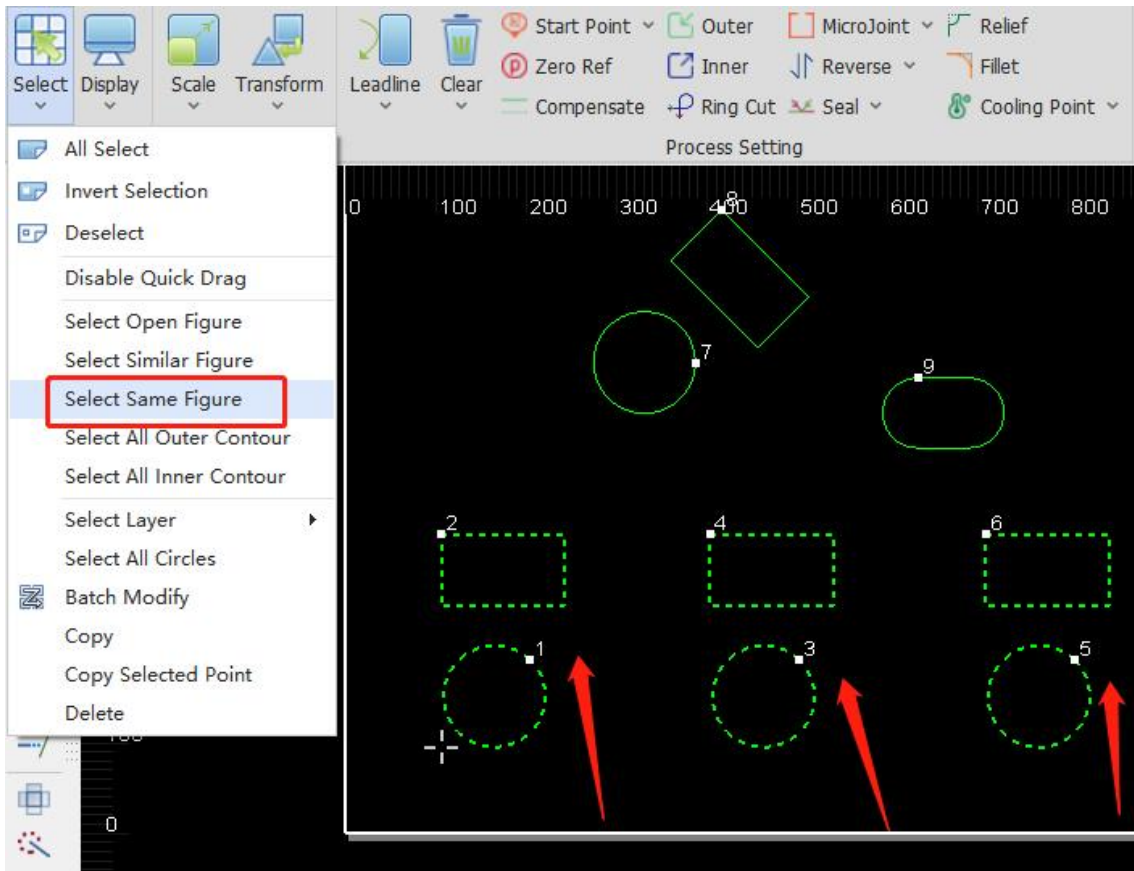 Select
Display
Scale
Transform
Leadline
Clear
Start Point
Outer
MicroJoint
Relief
Zero Ref
Inner
Reverse
Fillet
Compensate
Ring Cut
Seal
Cooling Point
Process Setting
All Select
Invert Selection
Deselect
Disable Quick Drag
Select Open Figure
Select Similar Figure
Select Same Figure
Select All Outer Contour
Select All Inner Contour
Select Layer
Select All Circles
Batch Modify
Copy
Copy Selected Point
Delete
0 100 200 300 400 500 600 700 800
8
7
9
2 4 6
1 3 5
100
0